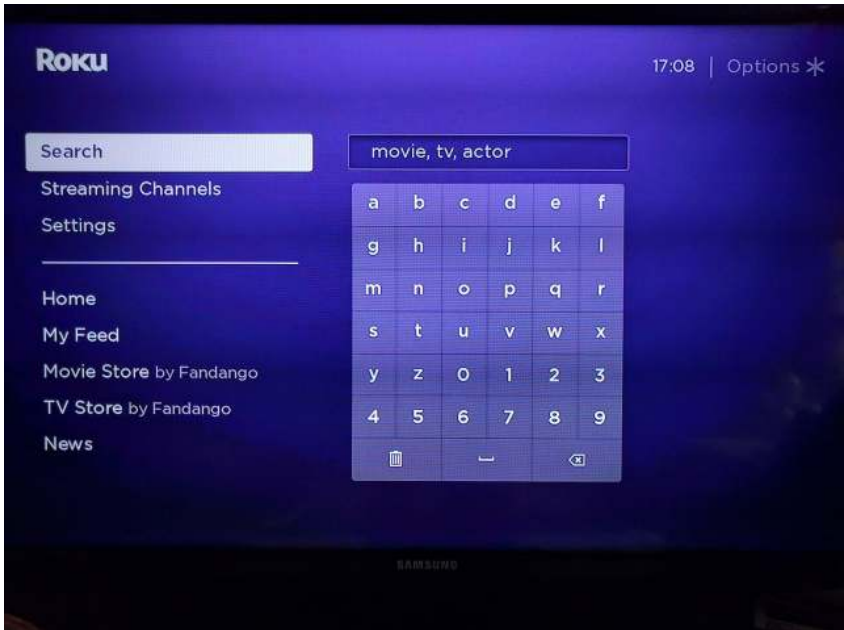 Roku
17:08 | Options
Search
Streaming Channels
Settings
Home
My Feed
Movie Store by Fandango
TV Store by Fandango
News
movie, tv, actor
a b c d e f
g h i j k l
m n o p q r
s t u v w x
y z 0 1 2 3
4 5 6 7 8 9
SAMSUNG